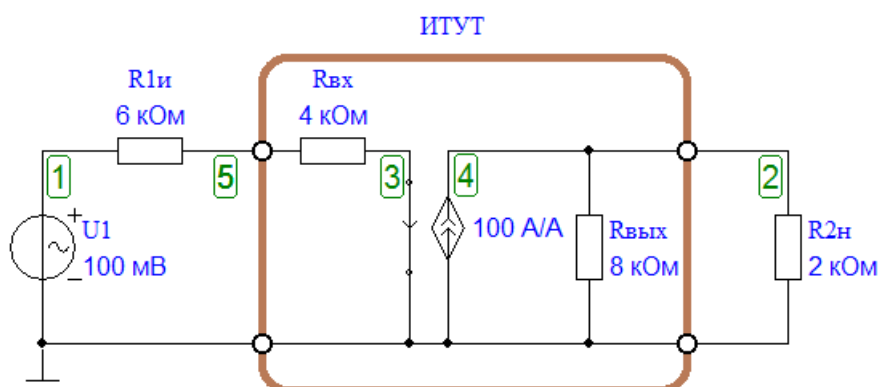 ИТУТ
R1и
6 кОм
Rвх
4 кОм
1
5
3
4
2
+
U1
100 мВ
−
100 A/A
Rвых
8 кОм
R2н
2 кОм